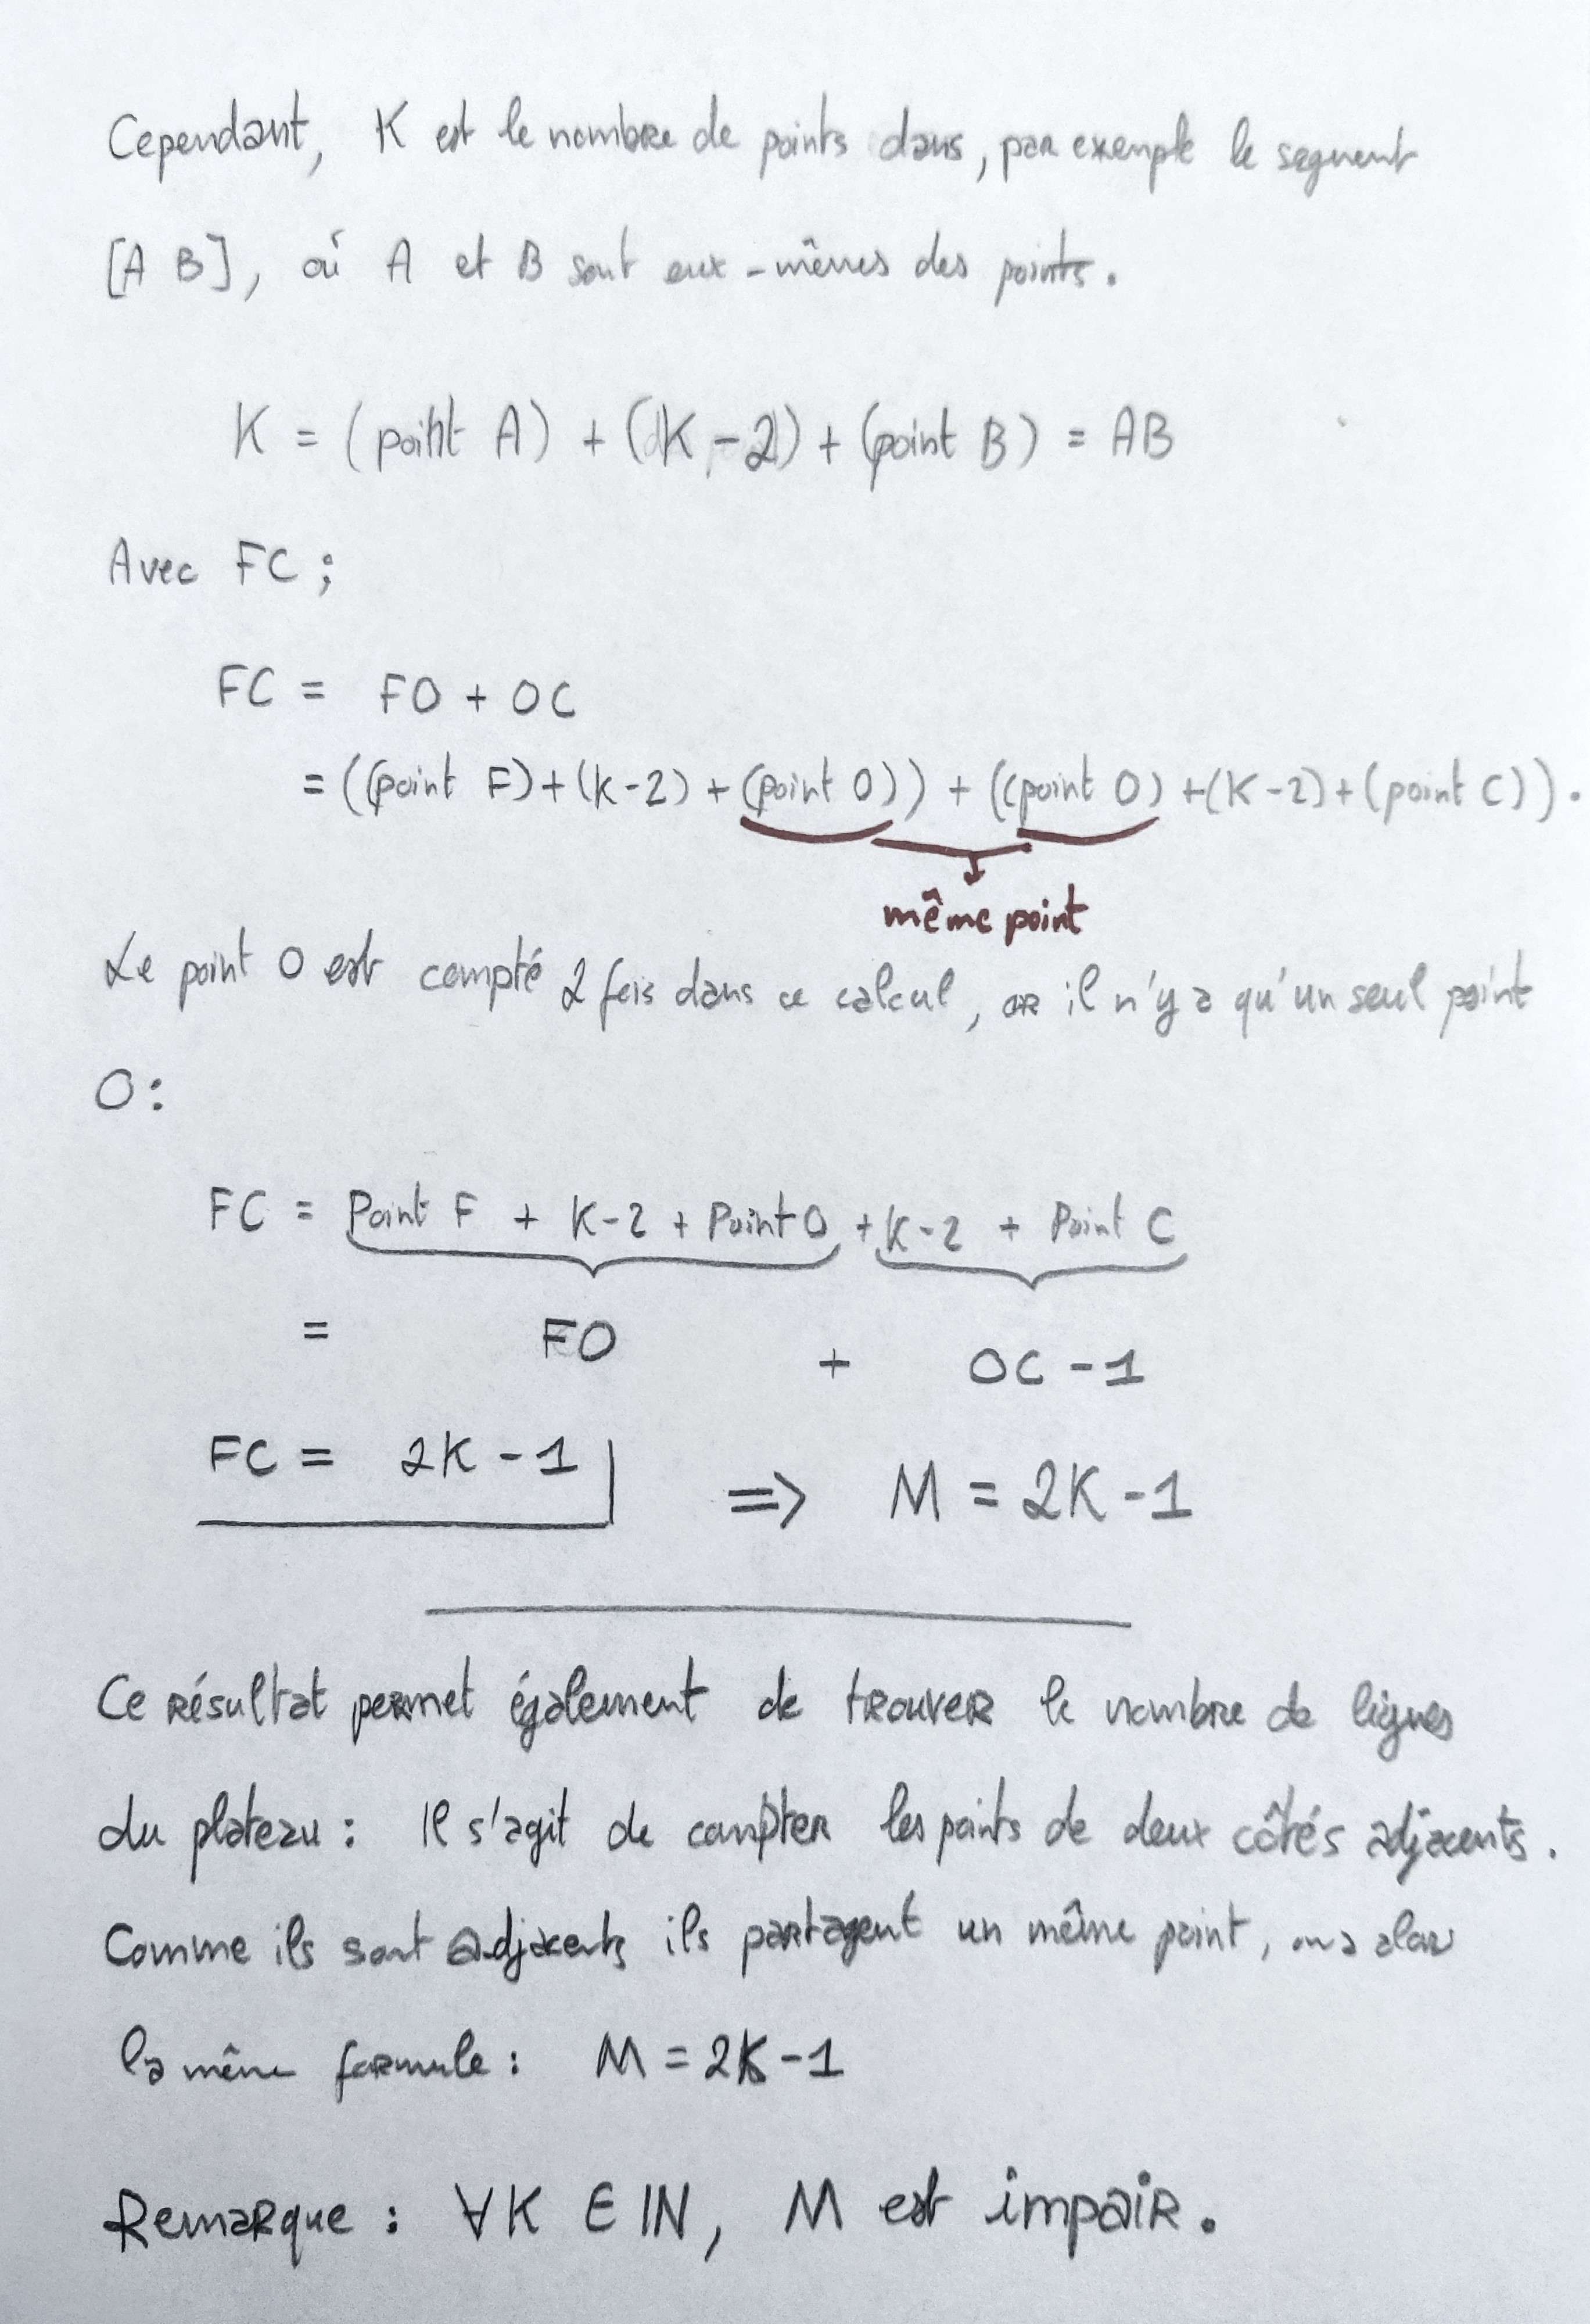 Cependant, K est le nombre de points dans, par exemple le segment
[A B], où A et B sont eux-mêmes des points.
K = (point A) + (K-2) + (point B) = AB
Avec FC ;
FC = FO + OC
= ((point F)+(K-2)+(point O)) + ((point O)+(K-2)+(point C)).
même point
Le point O est compté 2 fois dans ce calcul, or il n'y a qu'un seul point
O :
FC = Point F + K-2 + Point O + K-2 + Point C
= FO + OC -1
FC = 2K -1 => M = 2K -1
Ce résultat permet également de trouver le nombre de lignes
du plateau : Il s'agit de compter les points de deux côtés adjacents.
Comme ils sont adjacents ils partagent un même point, on a alors
la même formule : M = 2K -1
Remarque : ∀K ∈ ℕ, M est impair.